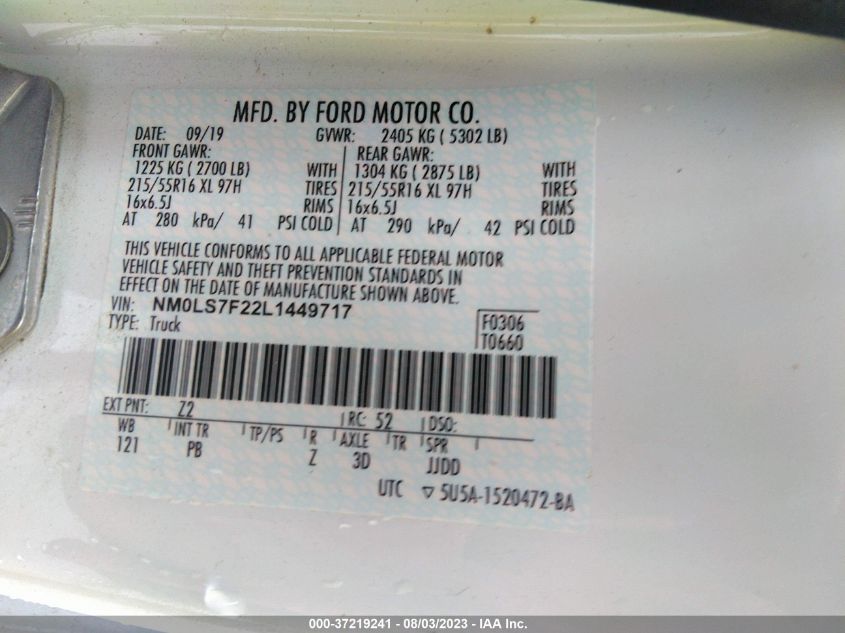 MFD. BY FORD MOTOR CO.
DATE: 09/19 GVWR: 2405 KG ( 5302 LB)
FRONT GAWR: REAR GAWR:
1225 KG ( 2700 LB) WITH 1304 KG ( 2875 LB) WITH
215/55R16 XL 97H TIRES 215/55R16 XL 97H TIRES
16x6.5J RIMS 16x6.5J RIMS
AT 280 kPa/ 41 PSI COLD AT 290 kPa/ 42 PSI COLD
THIS VEHICLE CONFORMS TO ALL APPLICABLE FEDERAL MOTOR
VEHICLE SAFETY AND THEFT PREVENTION STANDARDS IN
EFFECT ON THE DATE OF MANUFACTURE SHOWN ABOVE.
VIN: NM0LS7F22L1449717
TYPE: Truck
F0306
T0660
EXT PNT: Z2 RC: 52 DSO:
WB INT TR TP/PS R AXLE TR SPR
121 PB Z 3D JJDD
UTC ▽ 5U5A-1520472-BA
000-37219241 - 08/03/2023 - IAA Inc.